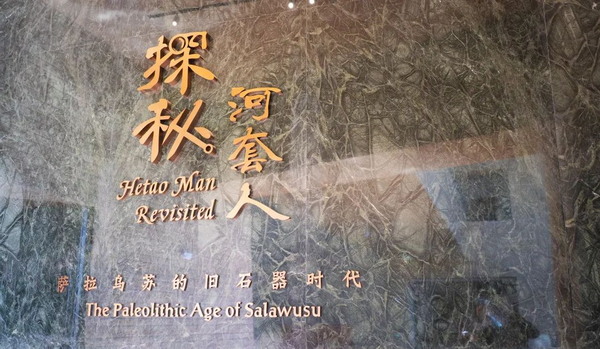 探秘
河套人
Hetao Man
Revisited
萨拉乌苏的旧石器时代
The Paleolithic Age of Salawusu